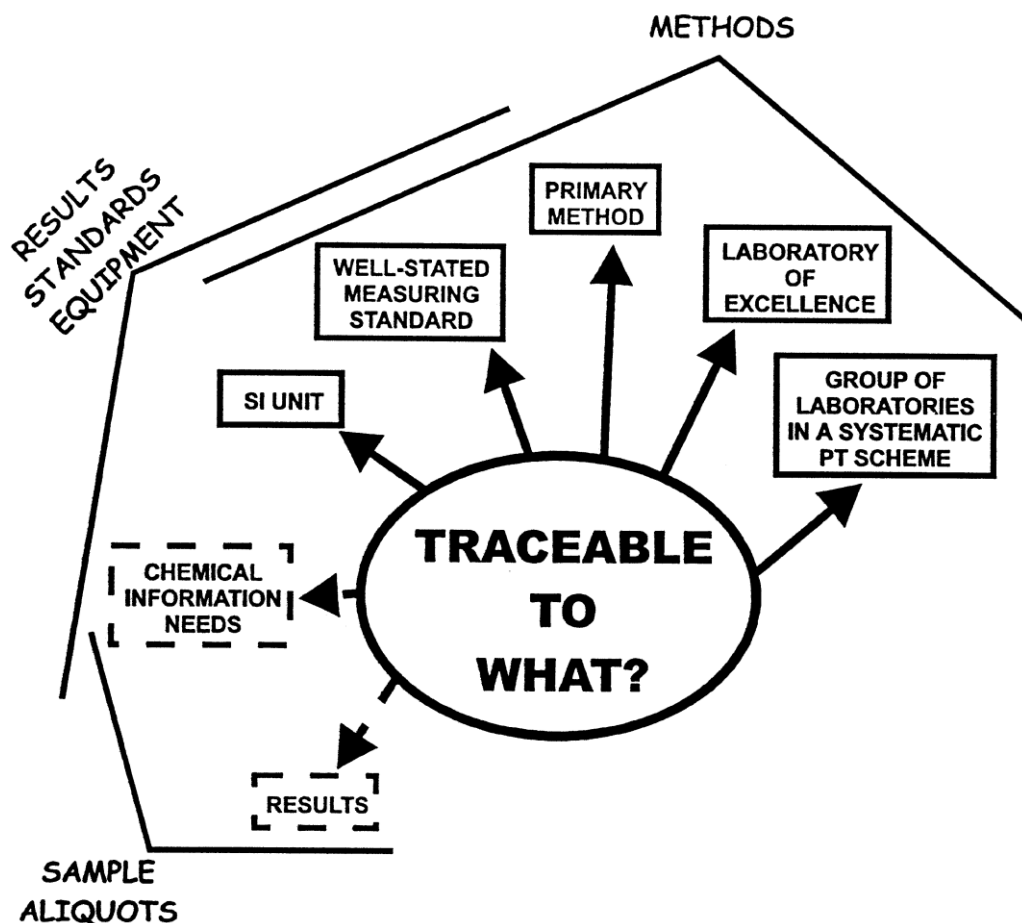 METHODS
RESULTS
STANDARDS
EQUIPMENT
PRIMARY
METHOD
LABORATORY
OF
EXCELLENCE
WELL-STATED
MEASURING
STANDARD
GROUP OF
LABORATORIES
IN A SYSTEMATIC
PT SCHEME
SI UNIT
CHEMICAL
INFORMATION
NEEDS
TRACEABLE
TO
WHAT?
RESULTS
SAMPLE
ALIQUOTS